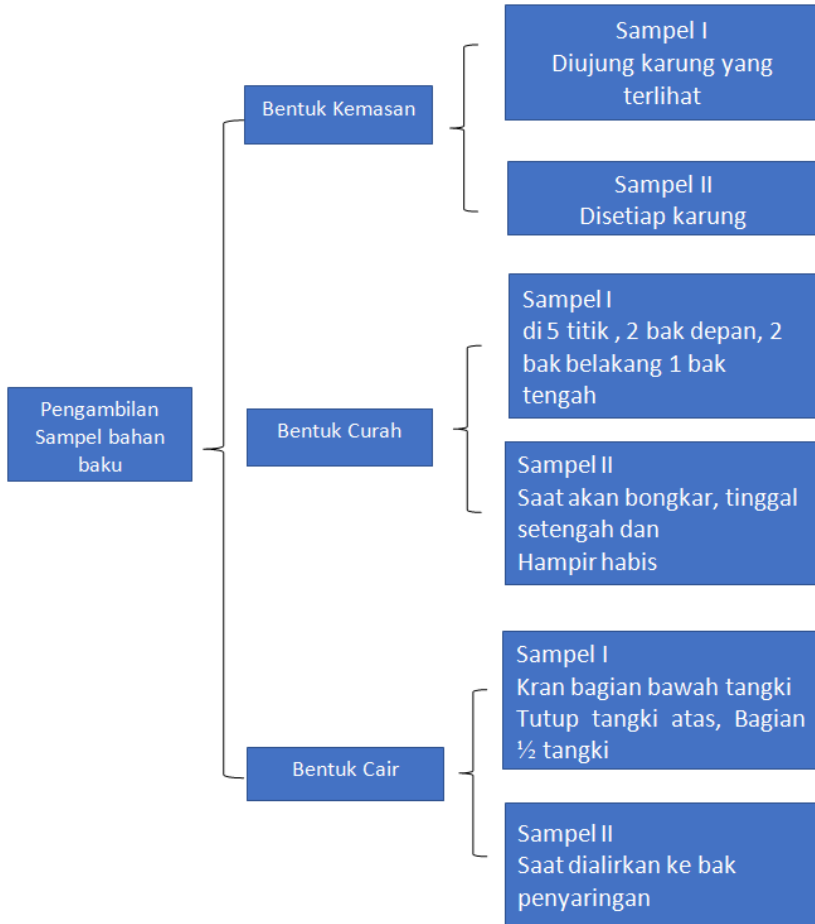 Pengambilan
Sampel bahan
baku
Bentuk Kemasan
Sampel I
Diujung karung yang
terlihat
Sampel II
Disetiap karung
Bentuk Curah
Sampel I
di 5 titik , 2 bak depan, 2
bak belakang 1 bak
tengah
Sampel II
Saat akan bongkar, tinggal
setengah dan
Hampir habis
Bentuk Cair
Sampel I
Kran bagian bawah tangki
Tutup tangki atas, Bagian
½ tangki
Sampel II
Saat dialirkan ke bak
penyaringan